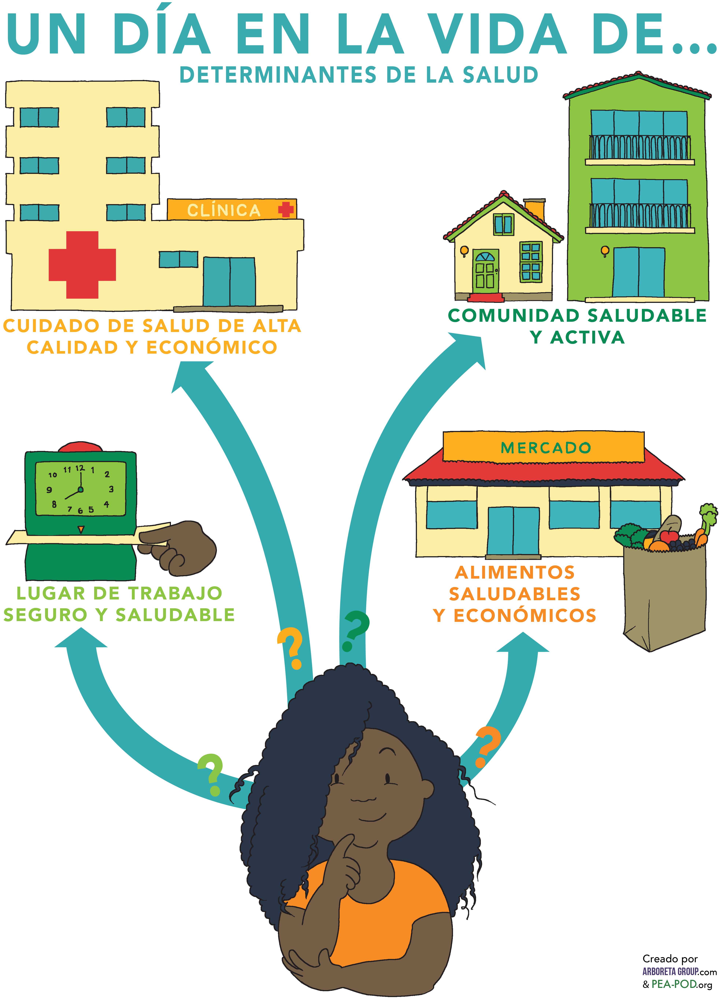 UN DÍA EN LA VIDA DE...
DETERMINANTES DE LA SALUD
CLÍNICA
CUIDADO DE SALUD DE ALTA
CALIDAD Y ECONÓMICO
COMUNIDAD SALUDABLE
Y ACTIVA
11 12 1
10 2
9 3
8 4
7 6 5
LUGAR DE TRABAJO
SEGURO Y SALUDABLE
MERCADO
ALIMENTOS
SALUDABLES
Y ECONÓMICOS
?
?
?
?
Creado por
ARBORETA GROUP.com
& PEA-POD.org